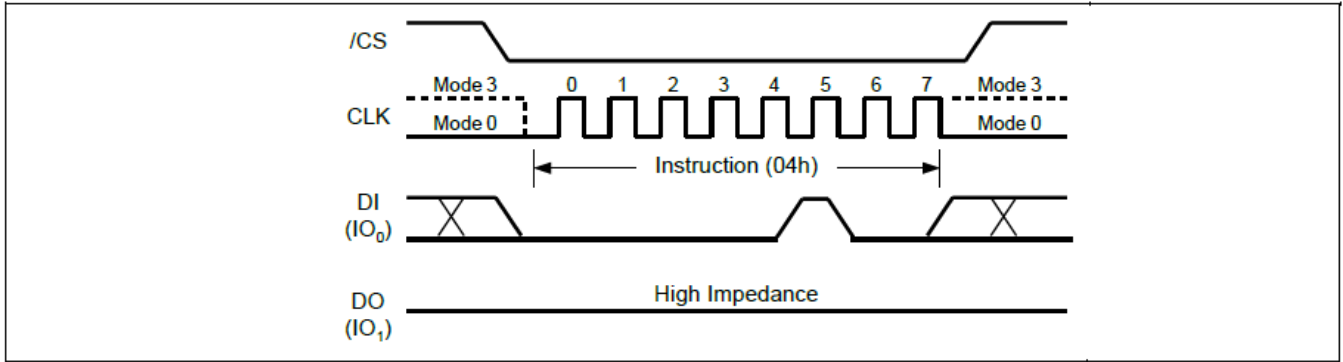 /CS
Mode 3 0 1 2 3 4 5 6 7 Mode 3
CLK
Mode 0 Mode 0
Instruction (04h)
DI
(IO₀)
High Impedance
DO
(IO₁)